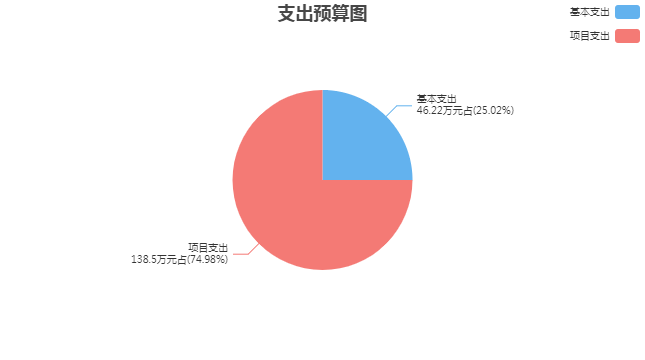 支出预算图
基本支出
项目支出
基本支出
46.22万元占(25.02%)
项目支出
138.5万元占(74.98%)